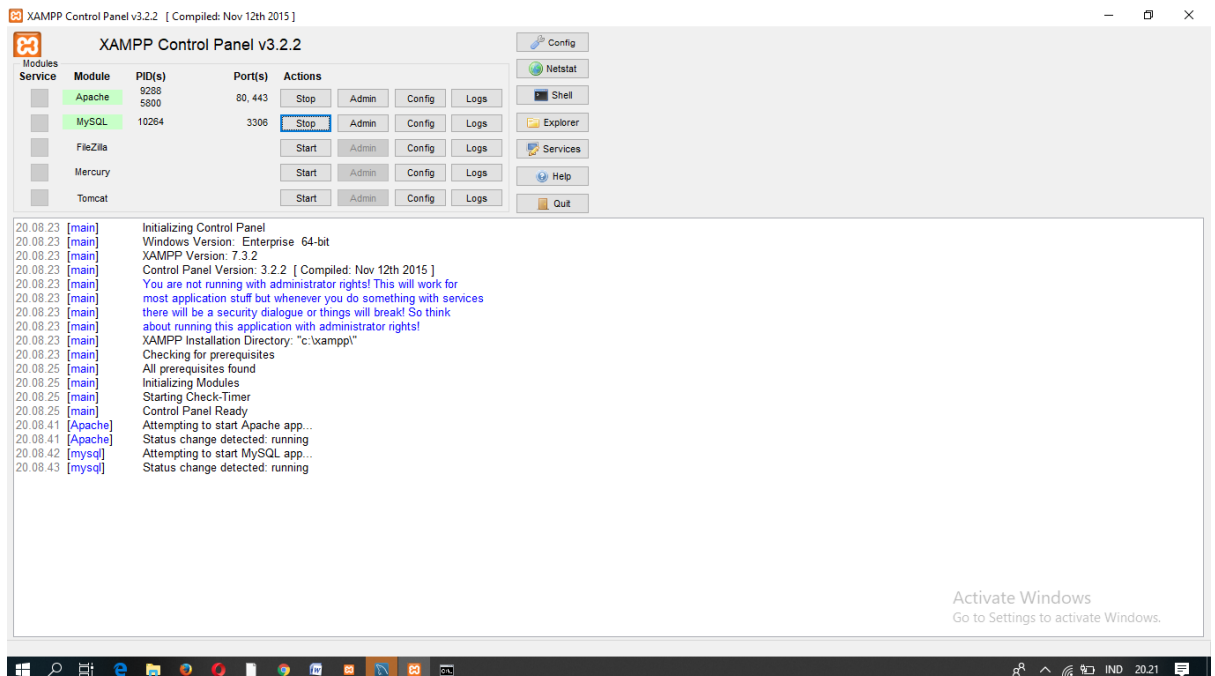 XAMPP Control Panel v3.2.2 [ Compiled: Nov 12th 2015 ]
XAMPP Control Panel v3.2.2
Config
Modules
Netstat
Service Module PID(s) Port(s) Actions
Apache 9288 5800 80, 443 Stop Admin Config Logs
Shell
MySQL 10264 3306 Stop Admin Config Logs
Explorer
FileZilla Start Admin Config Logs
Services
Mercury Start Admin Config Logs
Help
Tomcat Start Admin Config Logs
Quit
20.08.23 [main] Initializing Control Panel
20.08.23 [main] Windows Version: Enterprise 64-bit
20.08.23 [main] XAMPP Version: 7.3.2
20.08.23 [main] Control Panel Version: 3.2.2 [ Compiled: Nov 12th 2015 ]
20.08.23 [main] You are not running with administrator rights! This will work for
20.08.23 [main] most application stuff but whenever you do something with services
20.08.23 [main] there will be a security dialogue or things will break! So think
20.08.23 [main] about running this application with administrator rights!
20.08.23 [main] XAMPP Installation Directory: "c:\xampp\"
20.08.23 [main] Checking for prerequisites
20.08.25 [main] All prerequisites found
20.08.25 [main] Initializing Modules
20.08.25 [main] Starting Check-Timer
20.08.25 [main] Control Panel Ready
20.08.41 [Apache] Attempting to start Apache app...
20.08.41 [Apache] Status change detected: running
20.08.42 [mysql] Attempting to start MySQL app...
20.08.43 [mysql] Status change detected: running
Activate Windows
Go to Settings to activate Windows.
IND 20.21